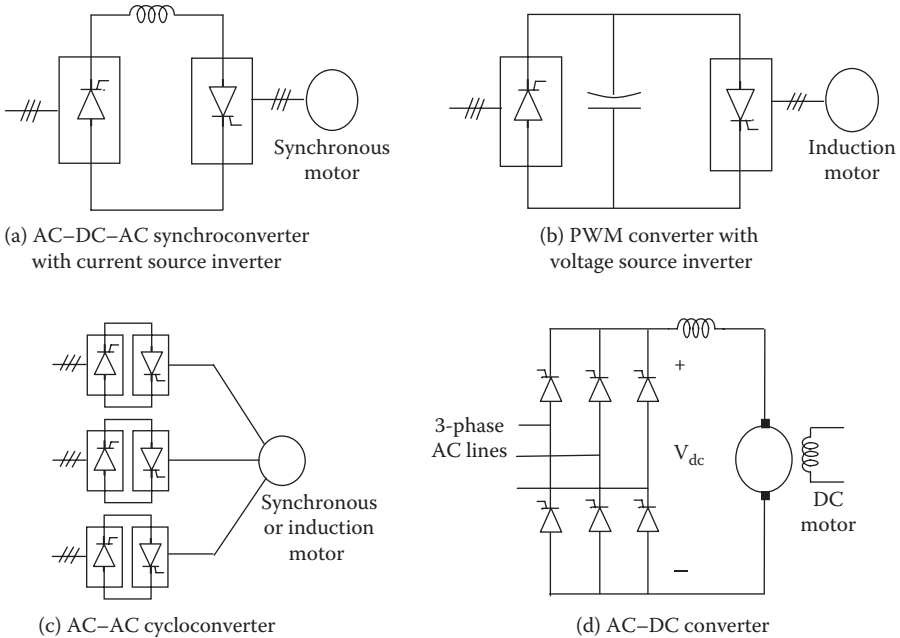 Synchronous
motor
(a) AC–DC–AC synchroconverter
with current source inverter
Induction
motor
(b) PWM converter with
voltage source inverter
Synchronous
or induction
motor
(c) AC–AC cycloconverter
+
3-phase
AC lines
Vdc
DC
motor
–
(d) AC–DC converter